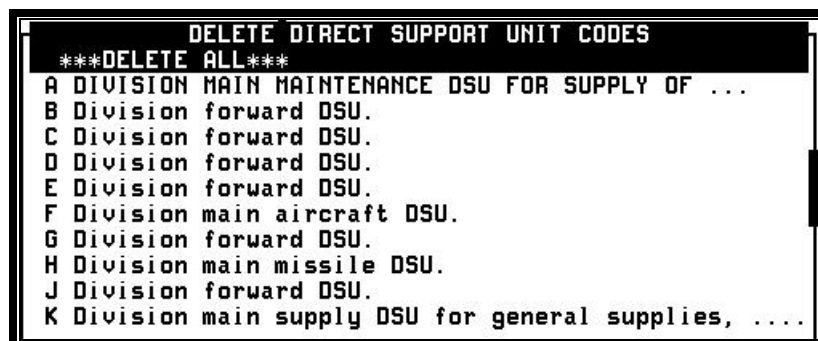 DELETE DIRECT SUPPORT UNIT CODES
***DELETE ALL***
A DIVISION MAIN MAINTENANCE DSU FOR SUPPLY OF ...
B Division forward DSU.
C Division forward DSU.
D Division forward DSU.
E Division forward DSU.
F Division main aircraft DSU.
G Division forward DSU.
H Division main missile DSU.
J Division forward DSU.
K Division main supply DSU for general supplies, ....